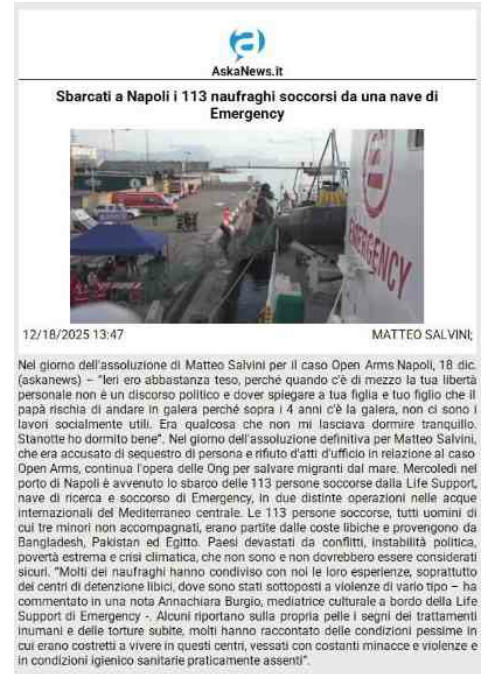 AskaNews.it
Sbarcati a Napoli i 113 naufraghi soccorsi da una nave di
Emergency
EMERGENCY
12/18/2025 13:47
MATTEO SALVINI;
Nel giorno dell'assoluzione di Matteo Salvini per il caso Open Arms Napoli, 18 dic.
(askanews) – "Ieri ero abbastanza teso, perché quando c'è di mezzo la tua libertà
personale non è un discorso politico e dover spiegare a tua figlia e tuo figlio che il
papà rischia di andare in galera perché sopra i 4 anni c'è la galera, non ci sono i
lavori socialmente utili. Era qualcosa che non mi lasciava dormire tranquillo.
Stanotte ho dormito bene". Nel giorno dell'assoluzione definitiva per Matteo Salvini,
che era accusato di sequestro di persona e rifiuto d'atti d'ufficio in relazione al caso
Open Arms, continua l'opera delle Ong per salvare migranti dal mare. Mercoledì nel
porto di Napoli è avvenuto lo sbarco delle 113 persone soccorse dalla Life Support,
nave di ricerca e soccorso di Emergency, in due distinte operazioni nelle acque
internazionali del Mediterraneo centrale. Le 113 persone soccorse, tutti uomini di
cui tre minori non accompagnati, erano partite dalle coste libiche e provengono da
Bangladesh, Pakistan ed Egitto. Paesi devastati da conflitti, instabilità politica,
povertà estrema e crisi climatica, che non sono e non dovrebbero essere considerati
sicuri. "Molti dei naufraghi hanno condiviso con noi le loro esperienze, soprattutto
dei centri di detenzione libici, dove sono stati sottoposti a violenze di vario tipo – ha
commentato in una nota Annachiara Burgio, mediatrice culturale a bordo della Life
Support di Emergency -. Alcuni riportano sulla propria pelle i segni dei trattamenti
inumani e delle torture subite, molti hanno raccontato delle condizioni pessime in
cui erano costretti a vivere in questi centri, vessati con costanti minacce e violenze e
in condizioni igienico sanitarie praticamente assenti".